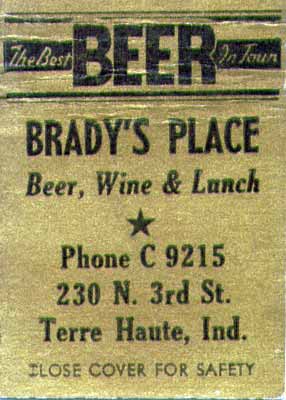 The Best BEER In Town
BRADY'S PLACE
Beer, Wine & Lunch
Phone C 9215
230 N. 3rd St.
Terre Haute, Ind.
CLOSE COVER FOR SAFETY